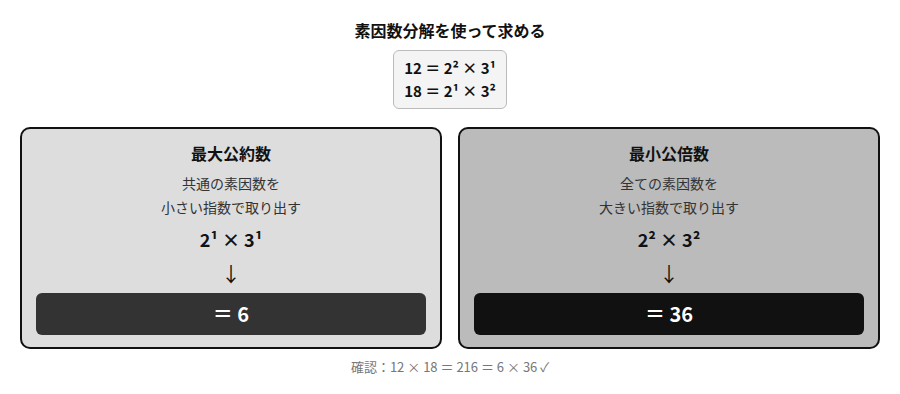 素因数分解を使って求める
12 = 2² × 3¹
18 = 2¹ × 3²
最大公約数
共通の素因数を
小さい指数で取り出す
2¹ × 3¹
↓
= 6
最小公倍数
全ての素因数を
大きい指数で取り出す
2² × 3²
↓
= 36
確認：12 × 18 = 216 = 6 × 36 ✓